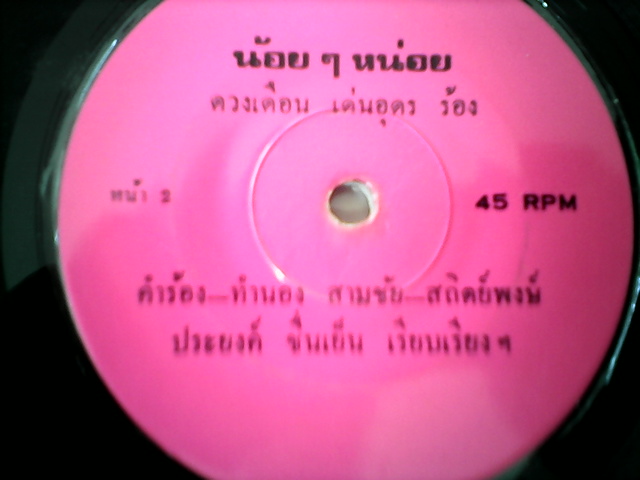 น้อย ๆ หน่อย
ดวงเดือน เด่นอุดร ร้อง
หน้า 2
45 RPM
คำร้อง—ทำนอง สามชัย—สถิตย์พงษ์
ประยงค์ ชื่นเย็น เรียบเรียงฯ